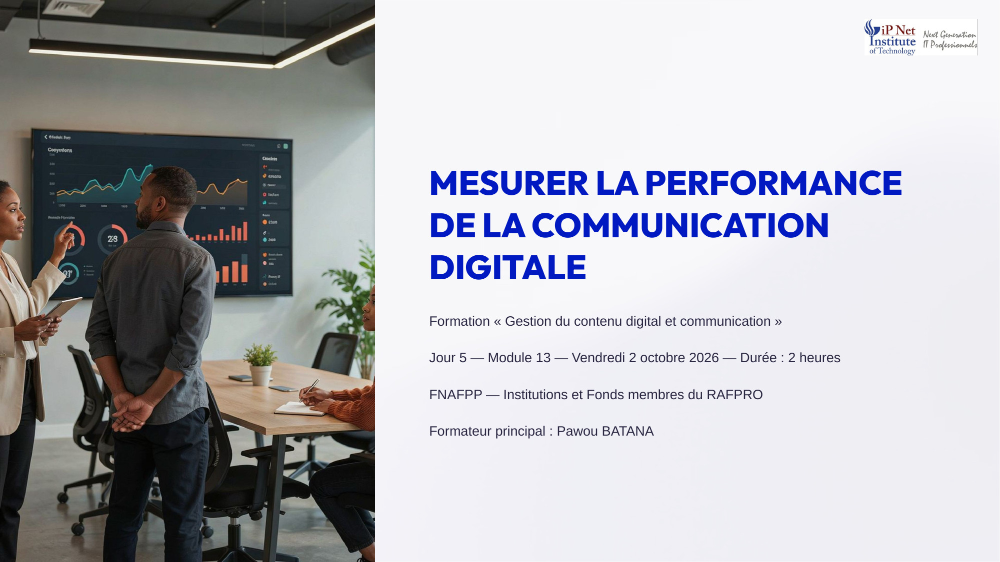 iP Net
Institute
of Technology
Next Generation
IT Professionnels
MESURER LA PERFORMANCE
DE LA COMMUNICATION
DIGITALE
Formation « Gestion du contenu digital et communication »
Jour 5 — Module 13 — Vendredi 2 octobre 2026 — Durée : 2 heures
FNAFPP — Institutions et Fonds membres du RAFPRO
Formateur principal : Pawou BATANA